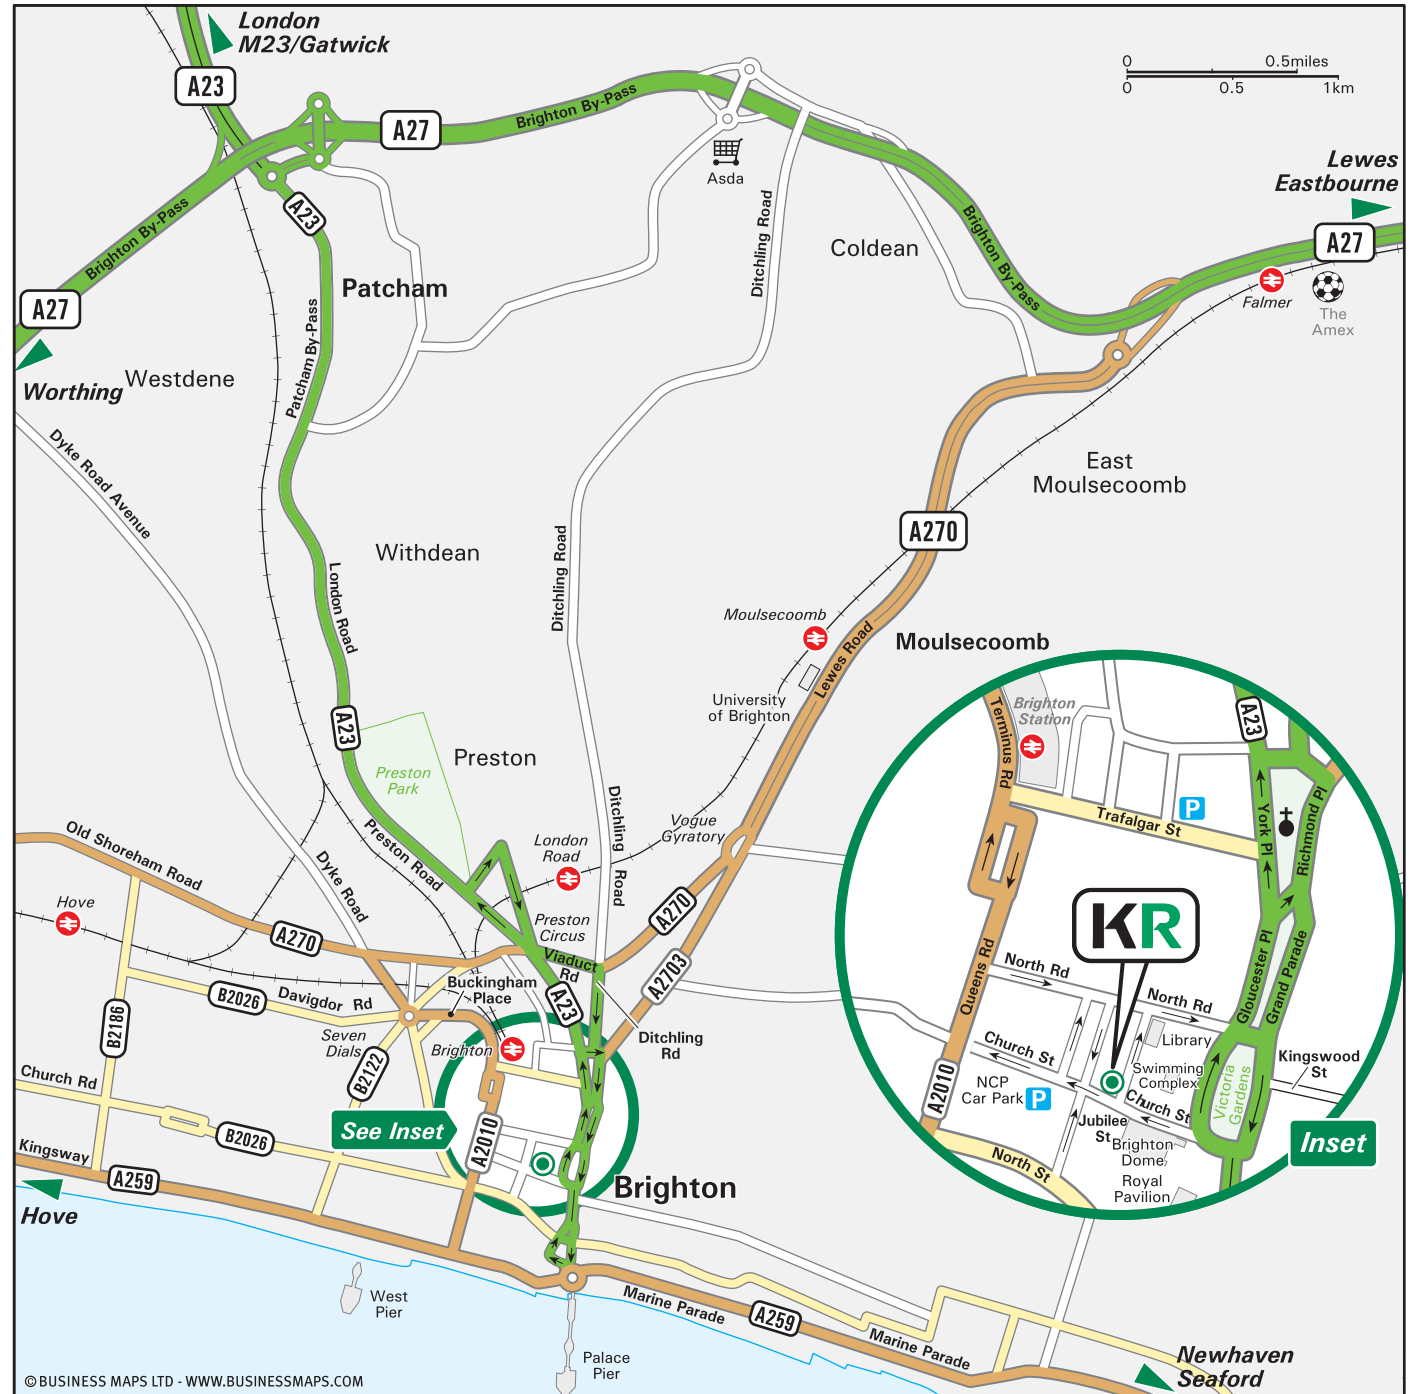 London
M23/Gatwick
A23
A27
Brighton By-Pass
0
0.5miles
0
0.5
1km
Asda
Lewes
Eastbourne
A27
Falmer
The
Amex
Coldean
Ditchling Road
Brighton By-Pass
Brighton By-Pass
A23
A27
Worthing
Patcham
Patcham By-Pass
Westdene
Dyke Road Avenue
East
Moulsecoomb
A270
Withdean
Ditchling Road
London Road
Moulsecoomb
Moulsecoomb
Lewes Road
University
of Brighton
A23
Preston
Preston
Park
Preston Road
Ditchling
Road
Vogue
Gyratory
London
Road
Old Shoreham Road
Dyke Road
Hove
A270
A270
Preston
Circus
Viaduct
Rd
A2703
Buckingham
Place
A23
B2026
Davigdor Rd
B2186
Seven
Dials
Brighton
Ditchling
Rd
B2122
Church Rd
See Inset
A2010
B2026
Kingsway
A259
Brighton
Hove
West
Pier
Marine Parade
A259
Marine Parade
Palace
Pier
Newhaven
Seaford
© BUSINESS MAPS LTD - WWW.BUSINESSMAPS.COM
Terminus Rd
Brighton
Station
A23
P
Trafalgar St
York Pl
Richmond Pl
KR
Queens Rd
North Rd
North Rd
Gloucester Pl
Grand Parade
Library
Church St
Swimming
Complex
Kingswood
St
NCP
Car Park
P
A2010
Church St
Victoria
Gardens
Jubilee
St
Brighton
Dome
Royal
Pavilion
North St
Inset